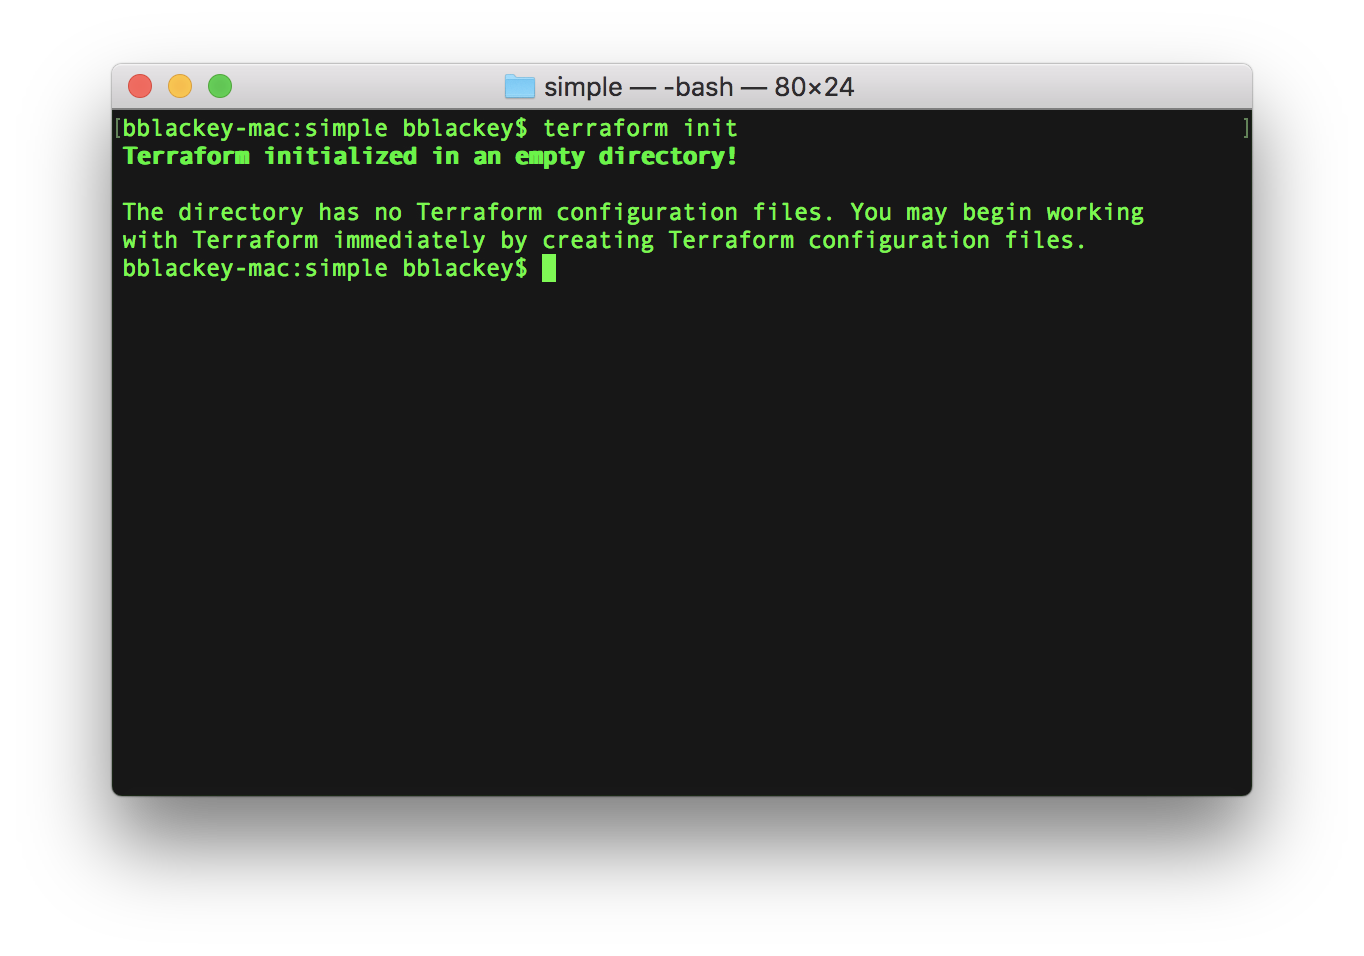 simple — -bash — 80×24
[bblackey-mac:simple bblackey$ terraform init ]
Terraform initialized in an empty directory!
The directory has no Terraform configuration files. You may begin working
with Terraform immediately by creating Terraform configuration files.
bblackey-mac:simple bblackey$